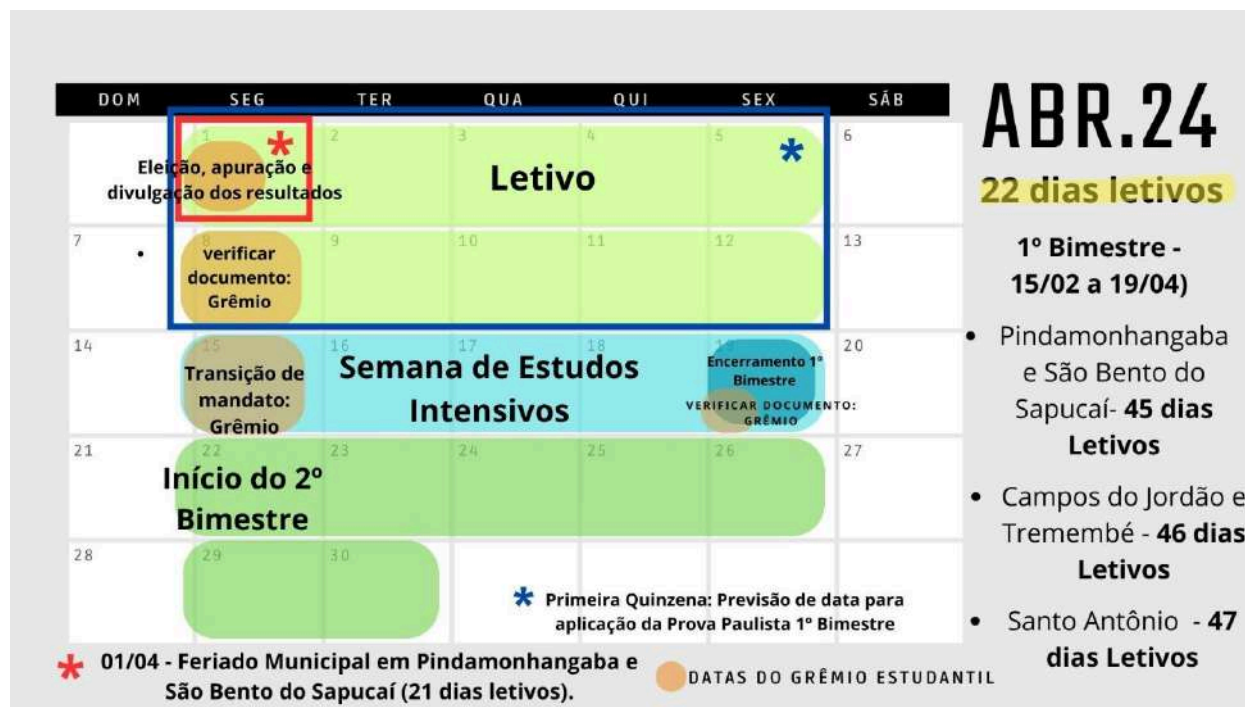 DOM SEG TER QUA QUI SEX SÁB
ABR.24
22 dias letivos
1 2 3 4 5 6
*
*
Eleição, apuração e
divulgação dos resultados
Letivo
7 8 9 10 11 12 13
•
verificar
documento:
Grêmio
14 15 16 17 18 19 20
Transição de
mandato:
Grêmio
Semana de Estudos
Intensivos
Encerramento 1º
Bimestre
VERIFICAR DOCUMENTO:
GRÊMIO
21 22 23 24 25 26 27
Início do 2º
Bimestre
28 29 30
* Primeira Quinzena: Previsão de data para
aplicação da Prova Paulista 1º Bimestre
* 01/04 - Feriado Municipal em Pindamonhangaba e
São Bento do Sapucaí (21 dias letivos).
DATAS DO GRÊMIO ESTUDANTIL
1º Bimestre -
15/02 a 19/04)
• Pindamonhangaba
e São Bento do
Sapucaí- 45 dias
Letivos
• Campos do Jordão e
Tremembé - 46 dias
Letivos
• Santo Antônio - 47
dias Letivos